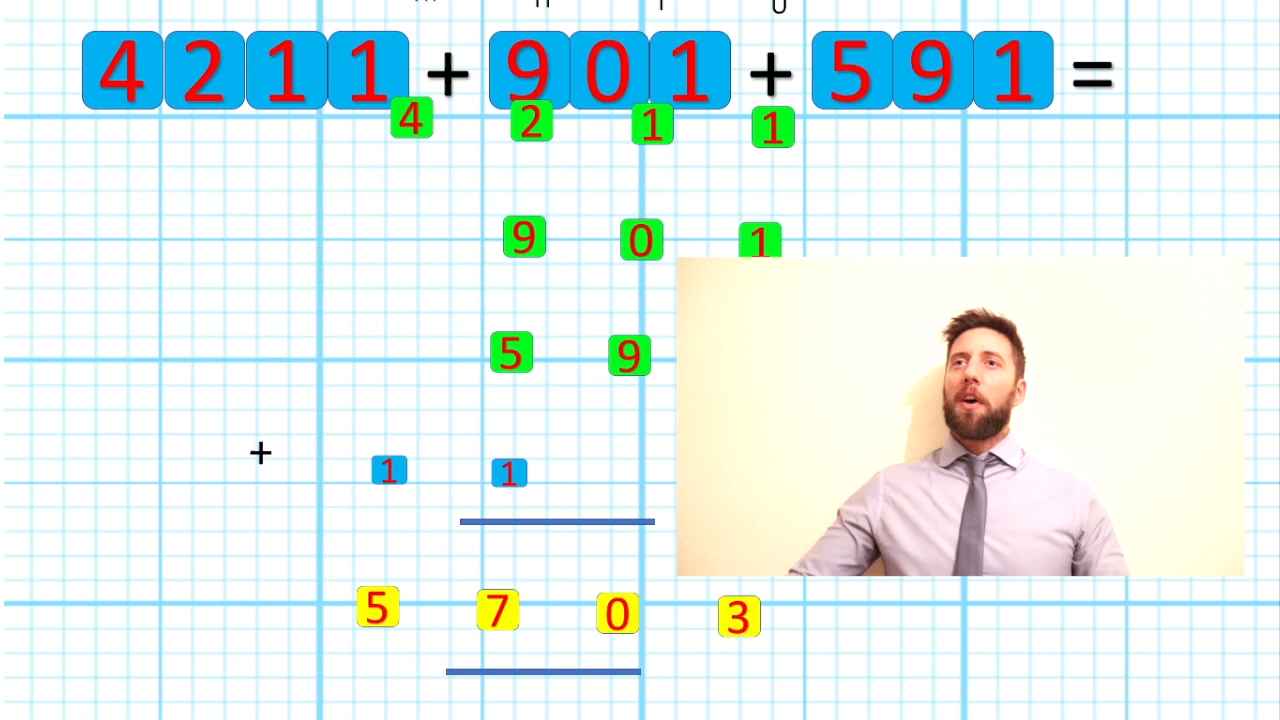 4211 + 901 + 591 =
4 2 1 1
9 0 1
5 9
+ 1 1
5 7 0 3